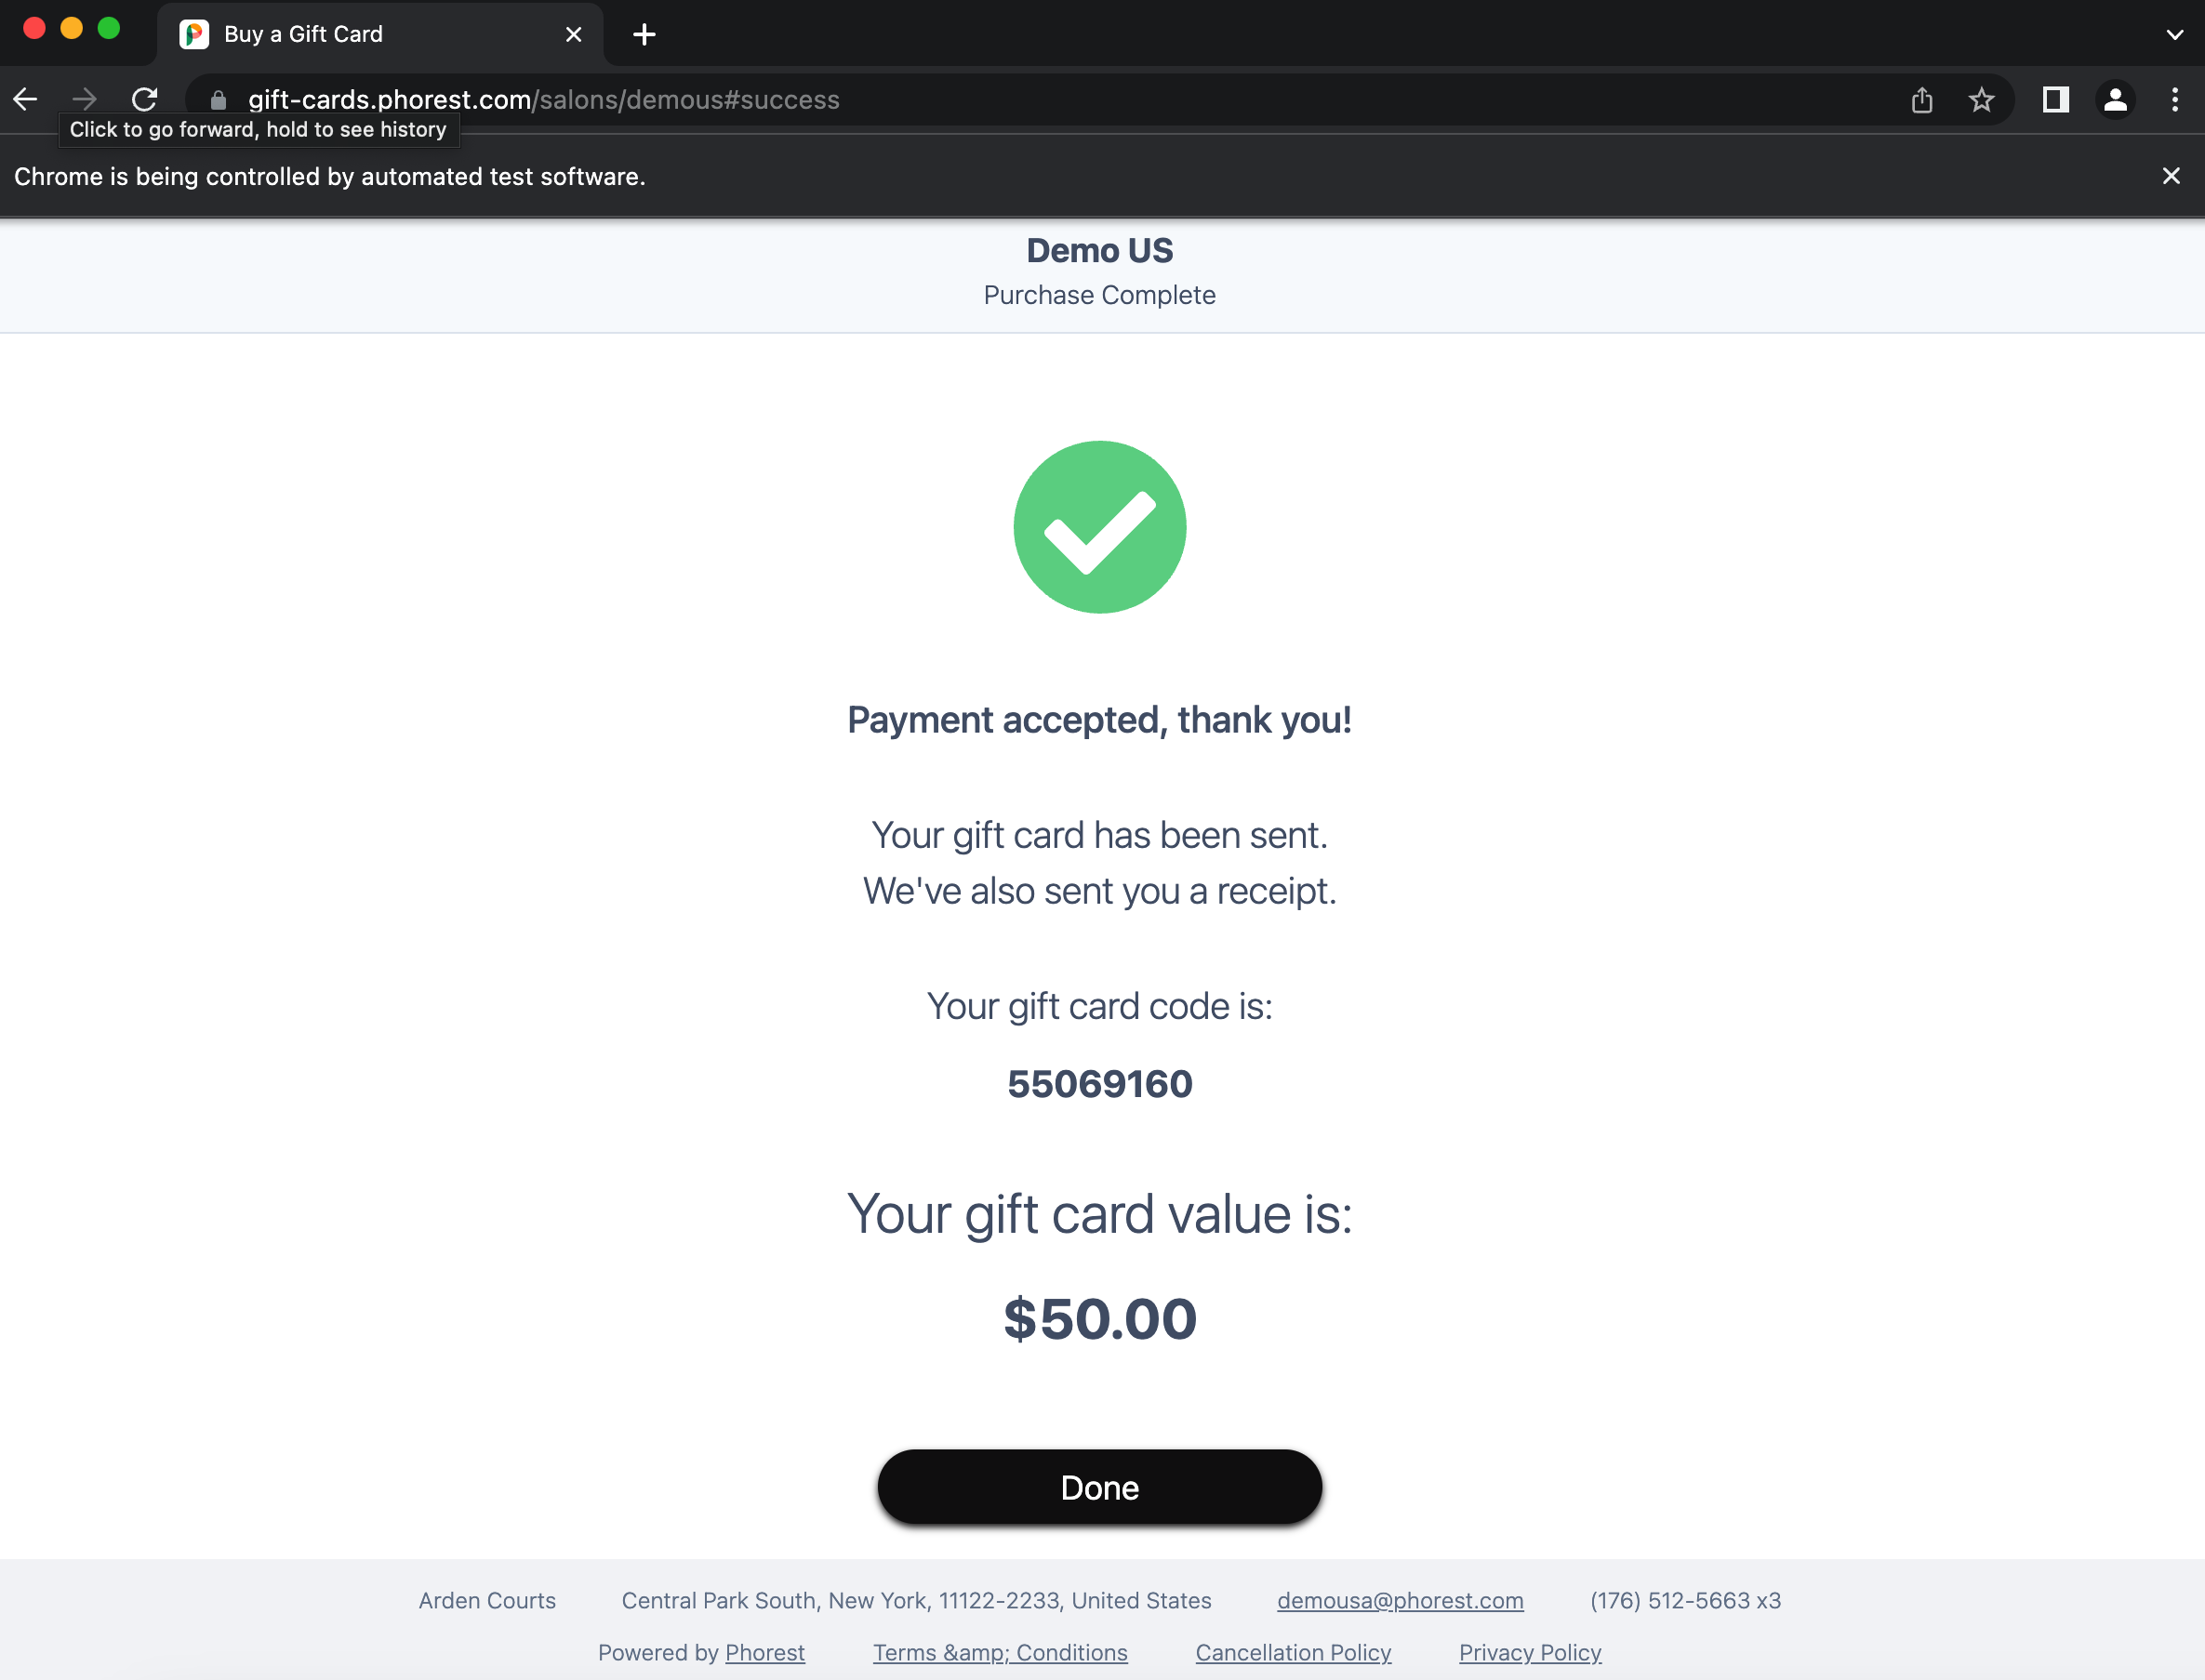 Buy a Gift Card
gift-cards.phorest.com/salons/demous#success
Click to go forward, hold to see history
Chrome is being controlled by automated test software.
Demo US
Purchase Complete
Payment accepted, thank you!
Your gift card has been sent.
We've also sent you a receipt.
Your gift card code is:
55069160
Your gift card value is:
$50.00
Done
Arden Courts Central Park South, New York, 11122-2233, United States demousa@phorest.com (176) 512-5663 x3
Powered by Phorest Terms &amp; Conditions Cancellation Policy Privacy Policy